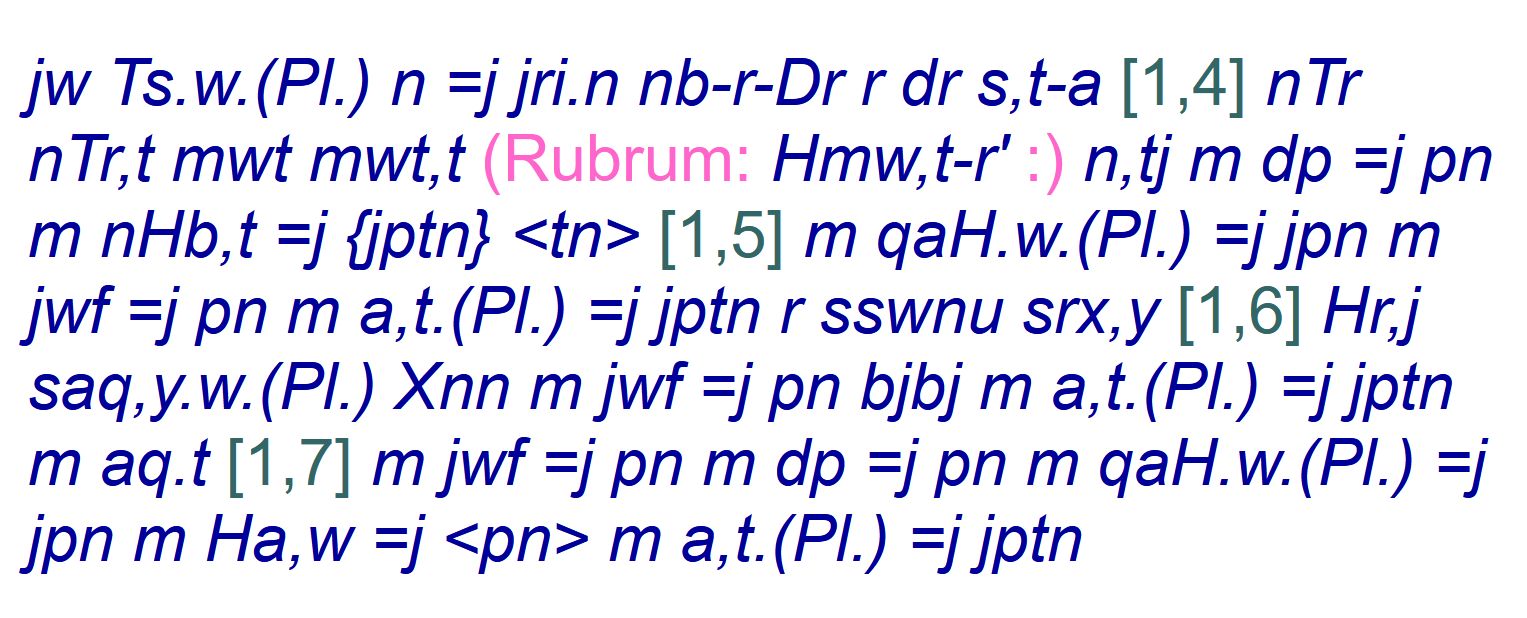 jw Ts.w.(Pl.) n =j jri.n nb-r-Dr r dr s,t-a [1,4] nTr
nTr,t mwt mwt,t (Rubrum: Hmw,t-r' :) n,tj m dp =j pn
m nHb,t =j {jptn} <tn> [1,5] m qaH.w.(Pl.) =j jpn m
jwf =j pn m a,t.(Pl.) =j jptn r sswnu srx,y [1,6] Hr,j
saq,y.w.(Pl.) Xnn m jwf =j pn bjbj m a,t.(Pl.) =j jptn
m aq.t [1,7] m jwf =j pn m dp =j pn m qaH.w.(Pl.) =j
jpn m Ha,w =j <pn> m a,t.(Pl.) =j jptn